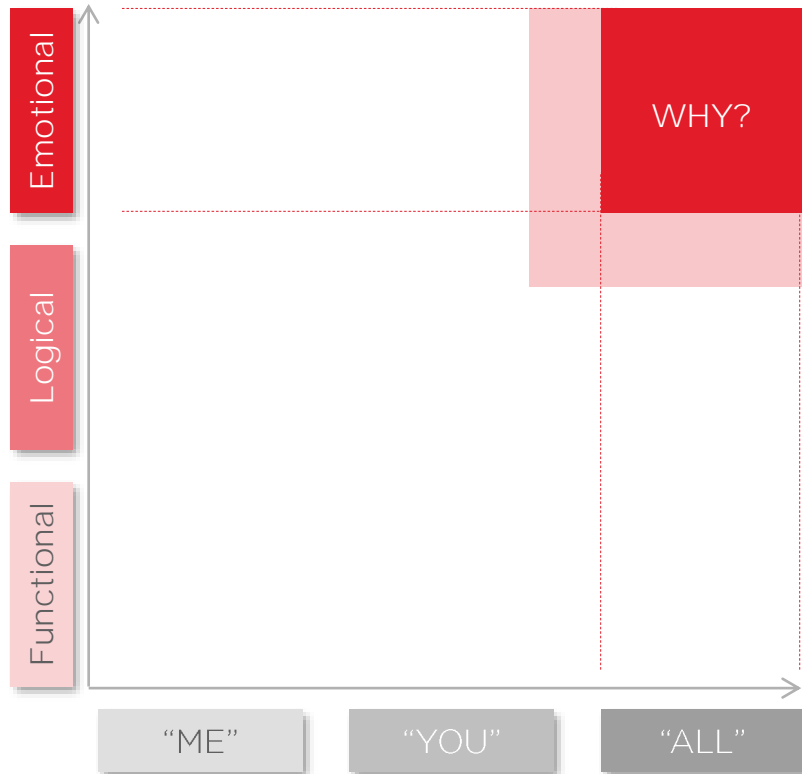 Emotional
WHY?
Logical
Functional
“ME”
“YOU”
“ALL”